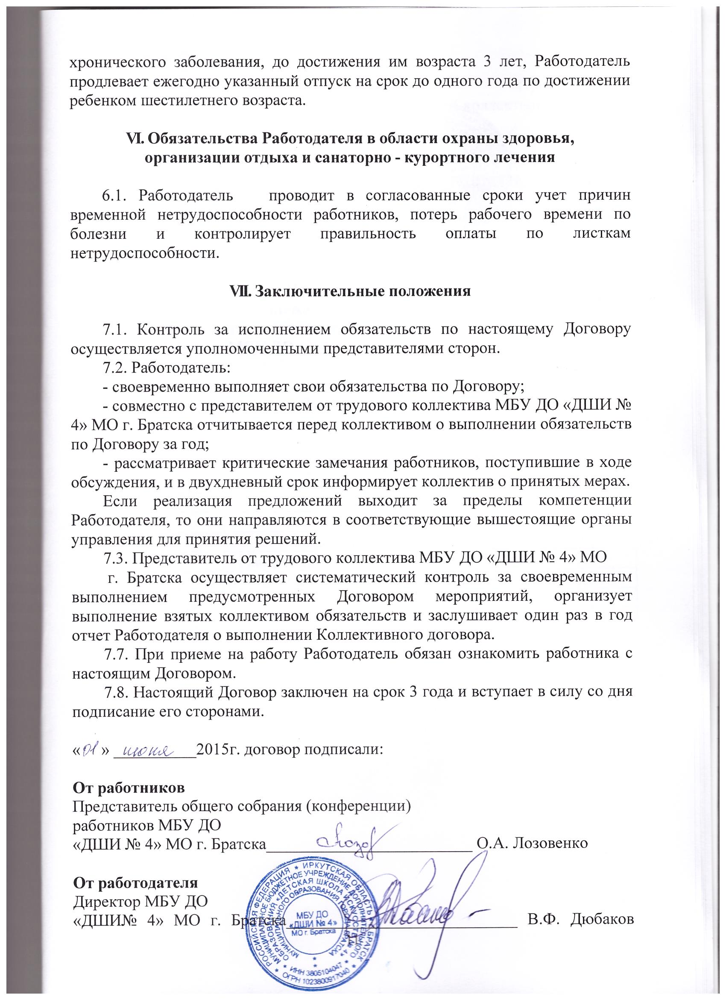 хронического заболевания, до достижения им возраста 3 лет, Работодатель
продлевает ежегодно указанный отпуск на срок до одного года по достижении
ребенком шестилетнего возраста.
VI. Обязательства Работодателя в области охраны здоровья,
организации отдыха и санаторно - курортного лечения
6.1. Работодатель проводит в согласованные сроки учет причин
временной нетрудоспособности работников, потерь рабочего времени по
болезни и контролирует правильность оплаты по листкам
нетрудоспособности.
VII. Заключительные положения
7.1. Контроль за исполнением обязательств по настоящему Договору
осуществляется уполномоченными представителями сторон.
7.2. Работодатель:
- своевременно выполняет свои обязательства по Договору;
- совместно с представителем от трудового коллектива МБУ ДО «ДШИ №
4» МО г. Братска отчитывается перед коллективом о выполнении обязательств
по Договору за год;
- рассматривает критические замечания работников, поступившие в ходе
обсуждения, и в двухдневный срок информирует коллектив о принятых мерах.
Если реализация предложений выходит за пределы компетенции
Работодателя, то они направляются в соответствующие вышестоящие органы
управления для принятия решений.
7.3. Представитель от трудового коллектива МБУ ДО «ДШИ № 4» МО
г. Братска осуществляет систематический контроль за своевременным
выполнением предусмотренных Договором мероприятий, организует
выполнение взятых коллективом обязательств и заслушивает один раз в год
отчет Работодателя о выполнении Коллективного договора.
7.7. При приеме на работу Работодатель обязан ознакомить работника с
настоящим Договором.
7.8. Настоящий Договор заключен на срок 3 года и вступает в силу со дня
подписание его сторонами.
«01» июня 2015г. договор подписали:
От работников
Представитель общего собрания (конференции)
работников МБУ ДО
«ДШИ № 4» МО г. Братска О.А. Лозовенко
От работодателя
Директор МБУ ДО
«ДШИ№ 4» МО г. Братска В.Ф. Дюбаков
РОССИЙСКАЯ ФЕДЕРАЦИЯ * ИРКУТСКАЯ ОБЛАСТЬ * Г. БРАТСК
МУНИЦИПАЛЬНОЕ БЮДЖЕТНОЕ УЧРЕЖДЕНИЕ ДОПОЛНИТЕЛЬНОГО
ОБРАЗОВАНИЯ «ДЕТСКАЯ ШКОЛА ИСКУССТВ № 4»
МУНИЦИПАЛЬНОГО ОБРАЗОВАНИЯ ГОРОДА БРАТСКА
МБУ ДО
«ДШИ № 4»
МО г. Братска
ИНН 3805104047
ОГРН 1023800917040